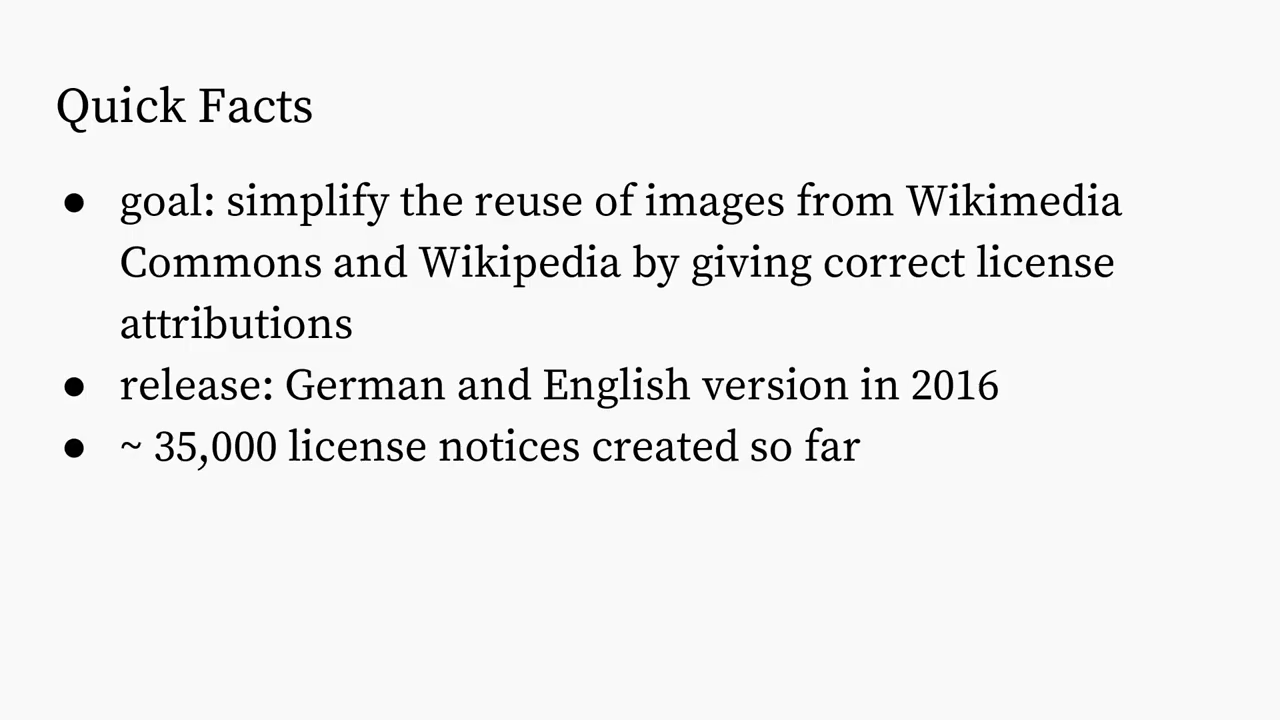 Quick Facts
● goal: simplify the reuse of images from Wikimedia
Commons and Wikipedia by giving correct license
attributions
● release: German and English version in 2016
● ~ 35,000 license notices created so far